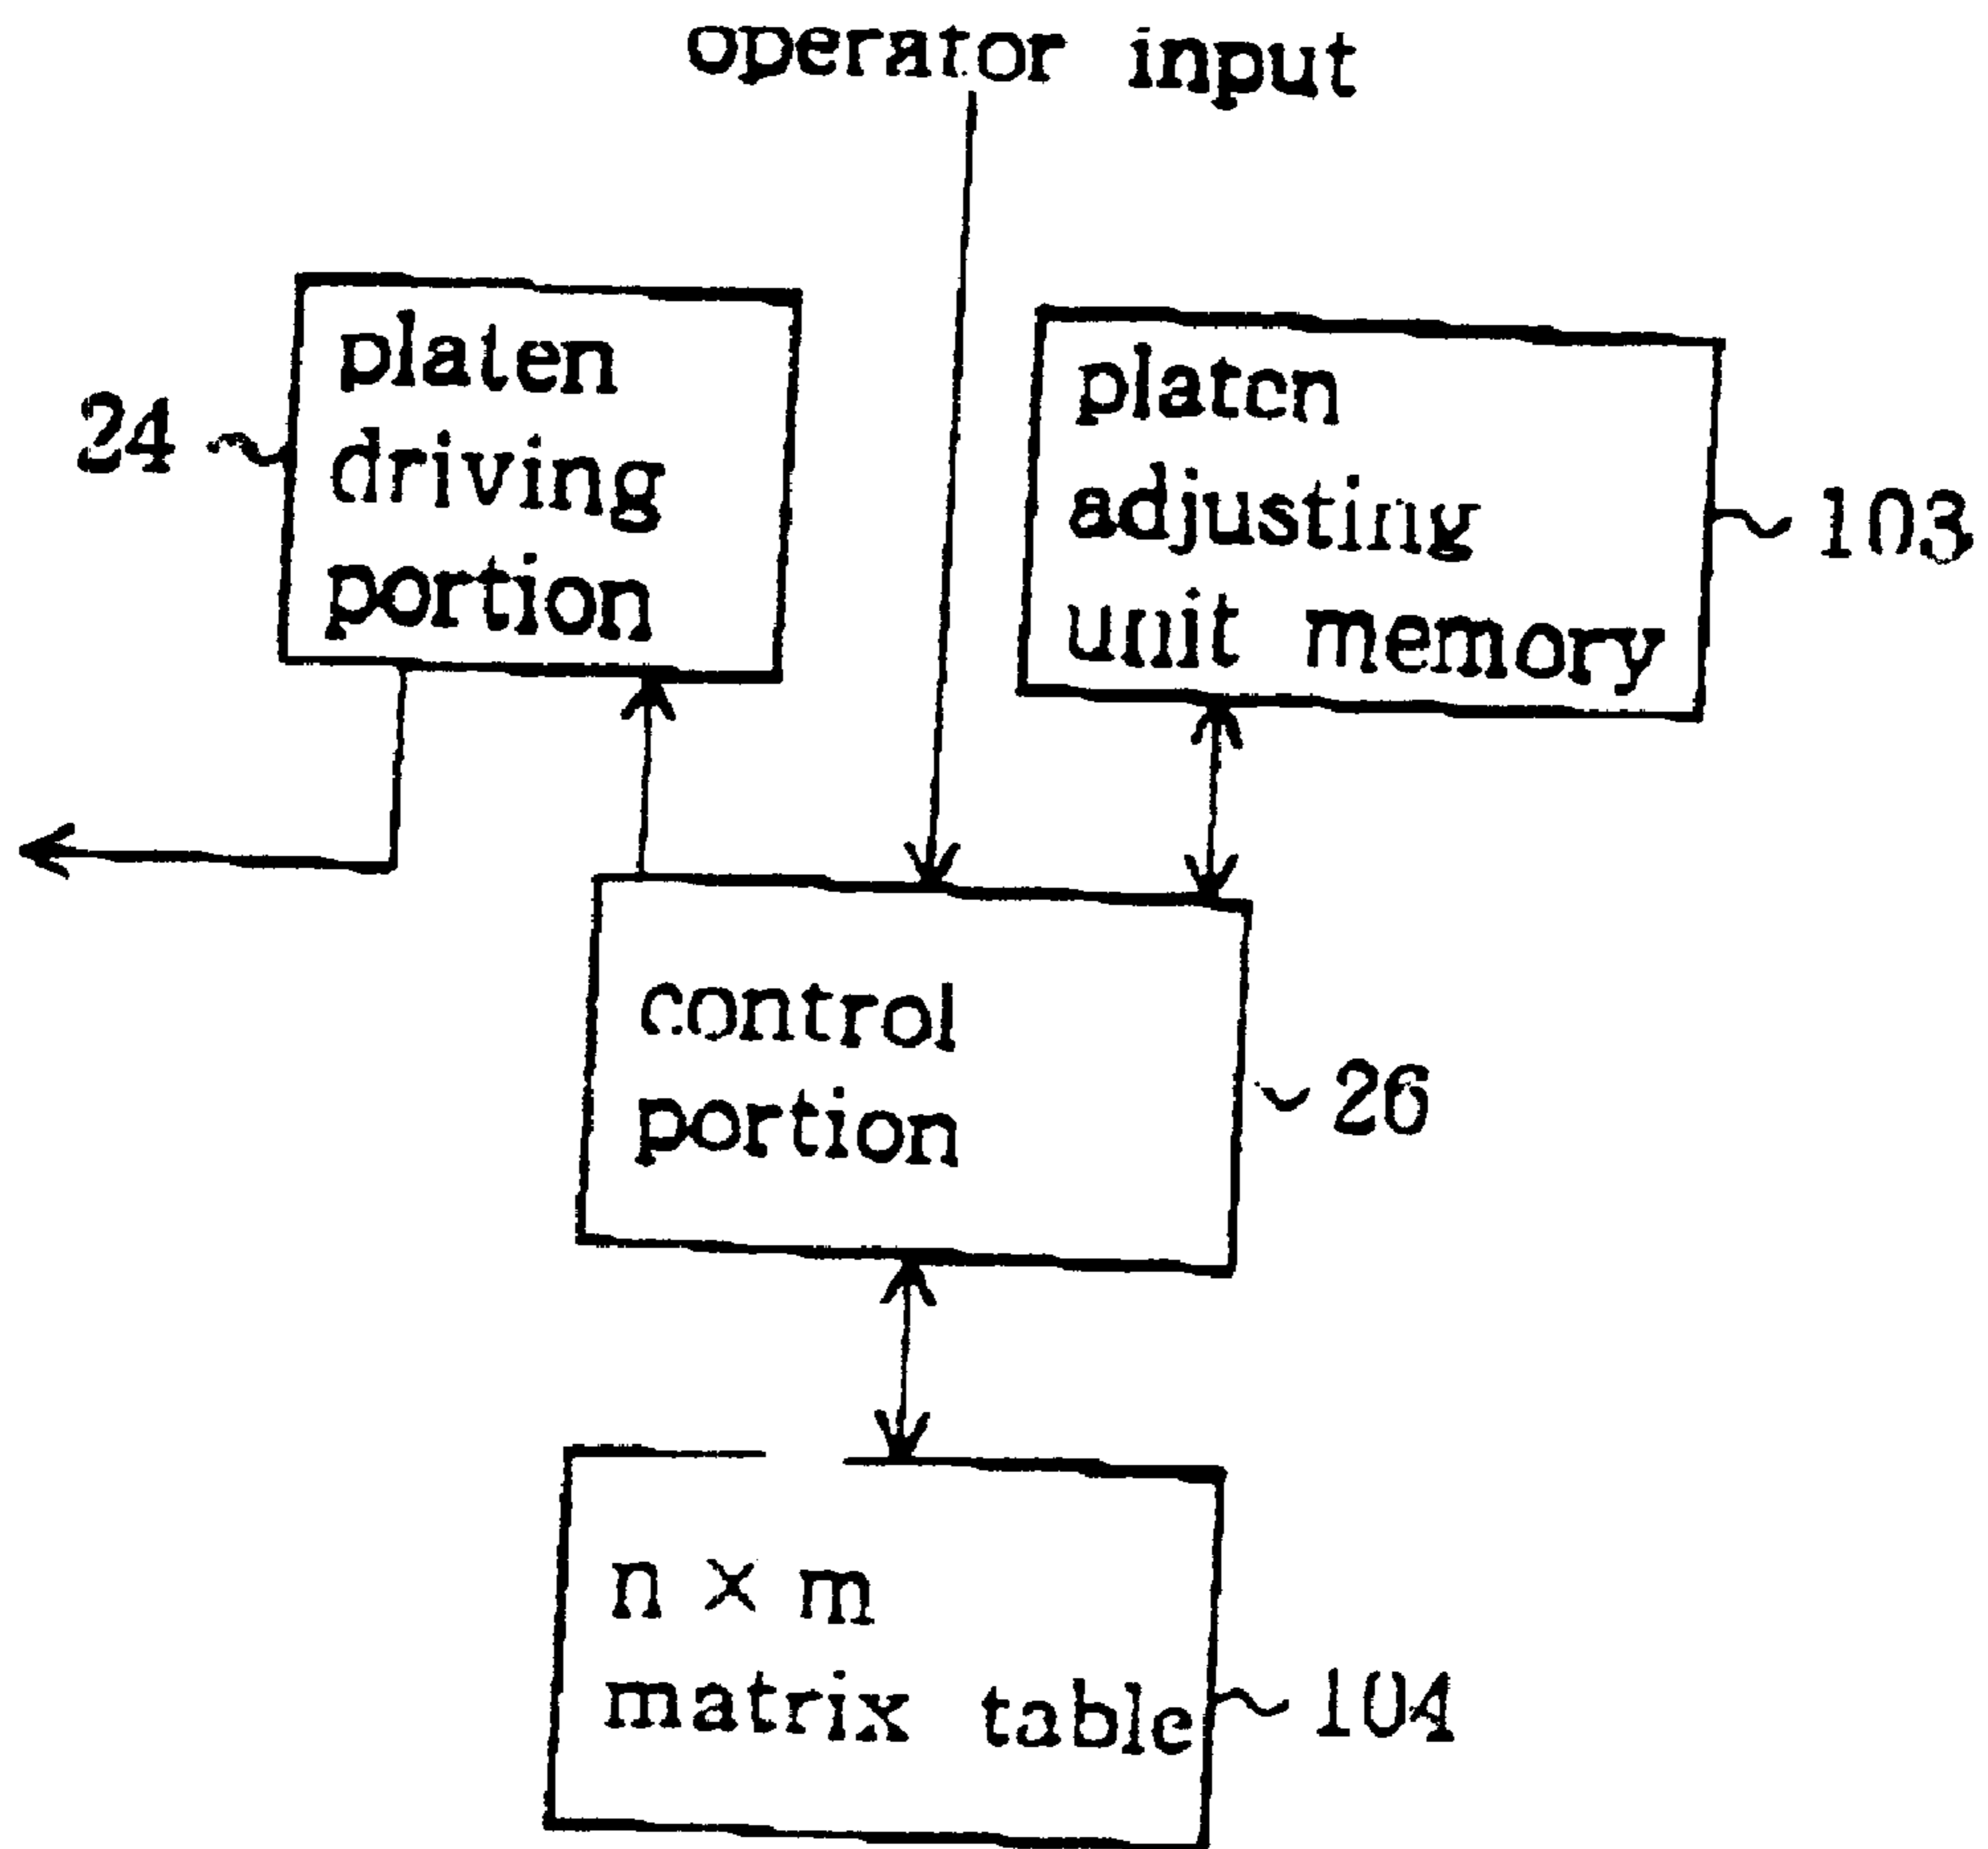 operator input
platen
driving
portion
24
platen
adjusting
unit memory
103
control
portion
26
n × m
matrix table
104